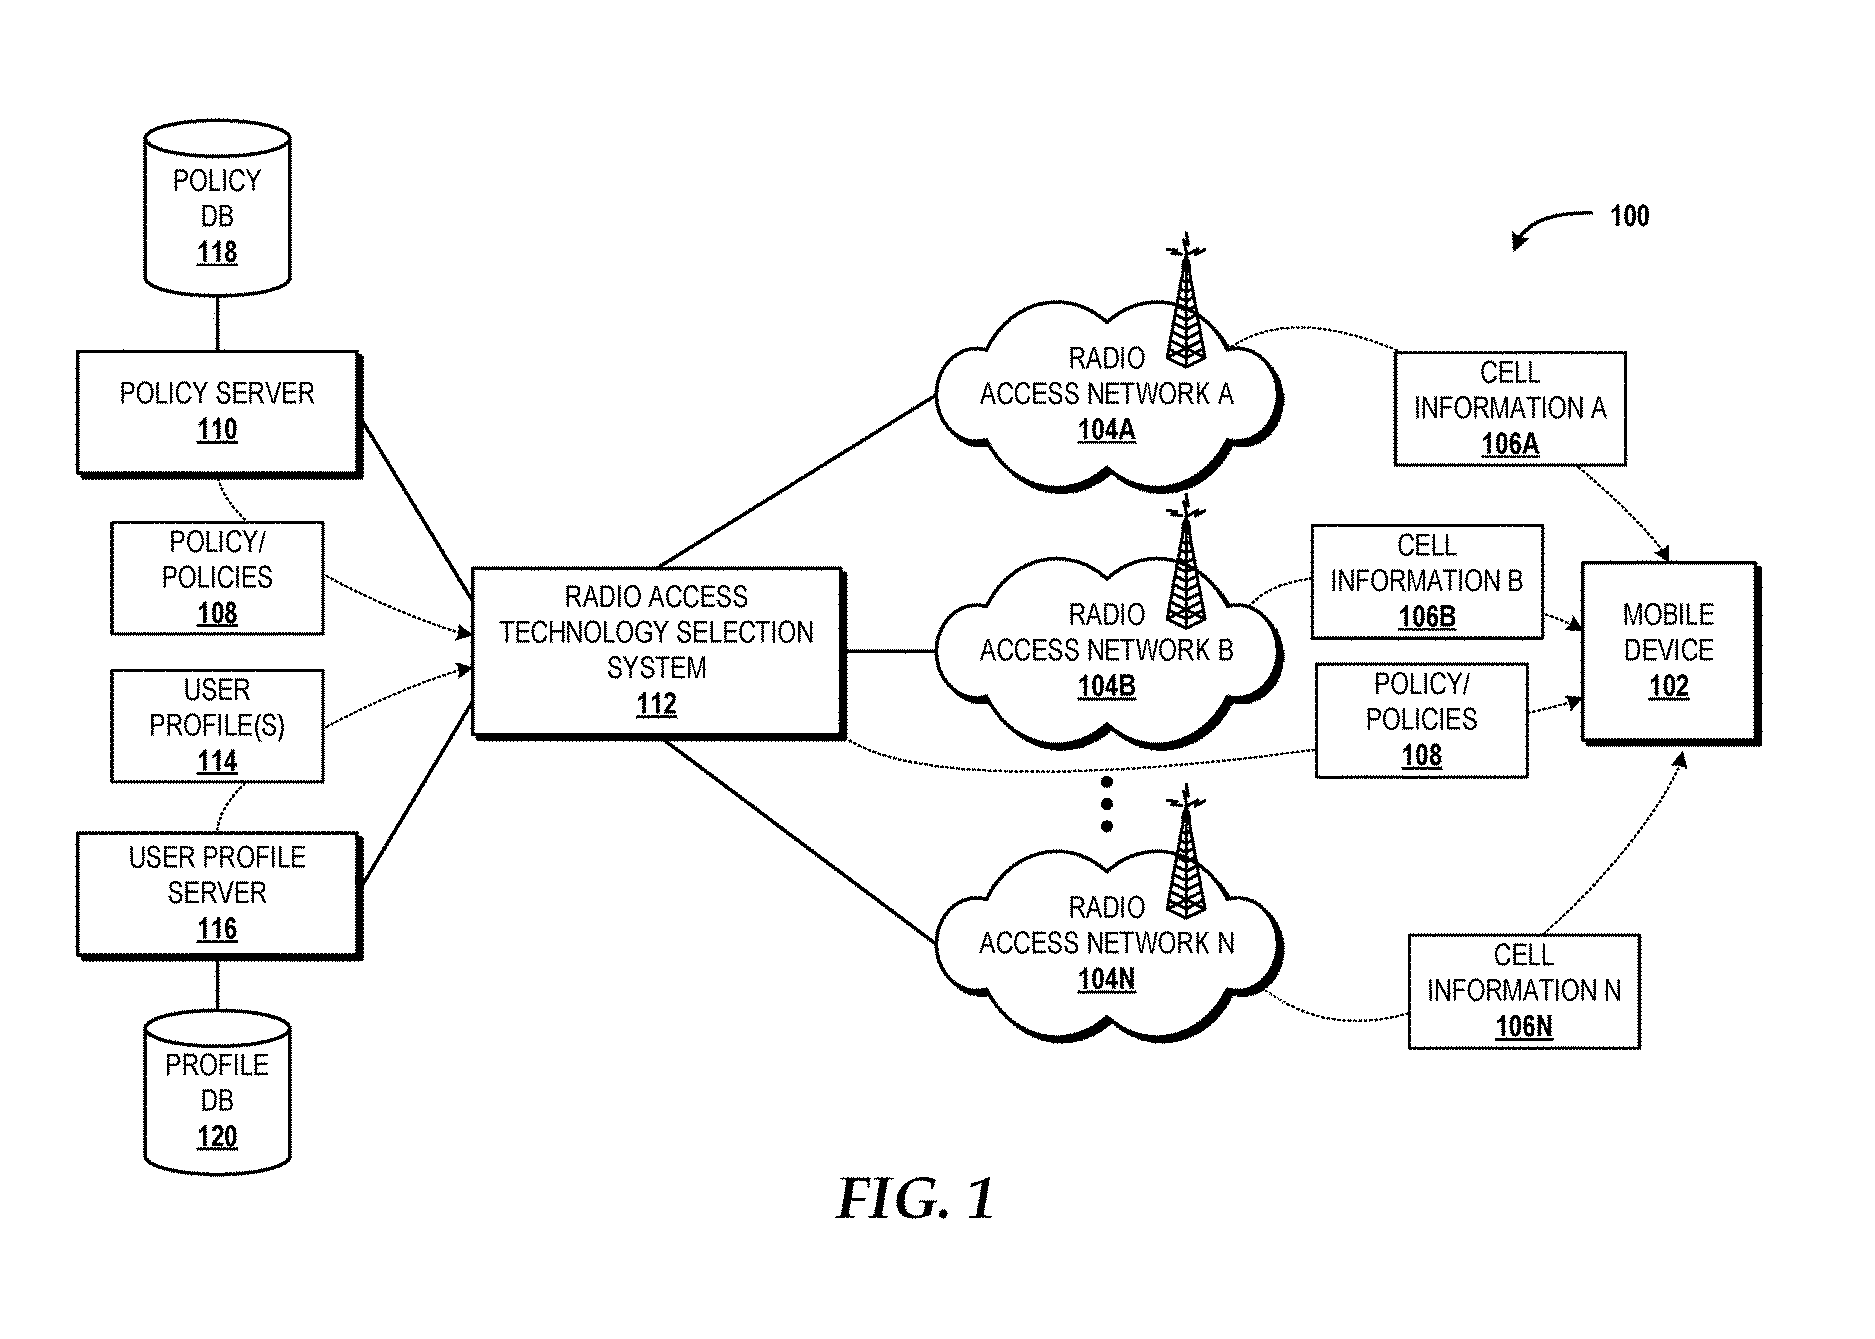 POLICY
DB
118
100
POLICY SERVER
110
RADIO
ACCESS NETWORK A
104A
CELL
INFORMATION A
106A
POLICY/
POLICIES
108
USER
PROFILE(S)
114
RADIO ACCESS
TECHNOLOGY SELECTION
SYSTEM
112
RADIO
ACCESS NETWORK B
104B
CELL
INFORMATION B
106B
POLICY/
POLICIES
108
MOBILE
DEVICE
102
USER PROFILE
SERVER
116
RADIO
ACCESS NETWORK N
104N
CELL
INFORMATION N
106N
PROFILE
DB
120
FIG. 1